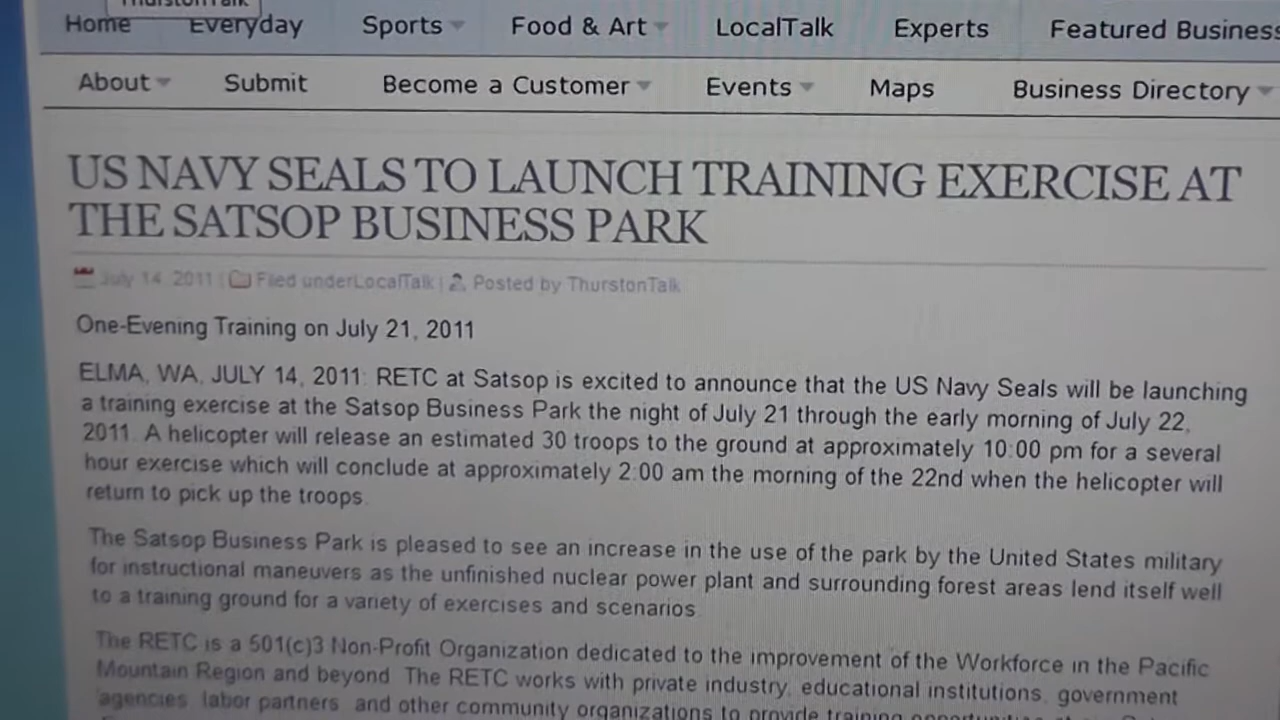 ThurstonTalk
Home Everyday Sports Food & Art LocalTalk Experts Featured Business
About Submit Become a Customer Events Maps Business Directory
US NAVY SEALS TO LAUNCH TRAINING EXERCISE AT
THE SATSOP BUSINESS PARK
July 14, 2011 | Filed underLocalTalk | Posted by ThurstonTalk
One-Evening Training on July 21, 2011
ELMA, WA, JULY 14, 2011: RETC at Satsop is excited to announce that the US Navy Seals will be launching
a training exercise at the Satsop Business Park the night of July 21 through the early morning of July 22,
2011. A helicopter will release an estimated 30 troops to the ground at approximately 10:00 pm for a several
hour exercise which will conclude at approximately 2:00 am the morning of the 22nd when the helicopter will
return to pick up the troops.
The Satsop Business Park is pleased to see an increase in the use of the park by the United States military
for instructional maneuvers as the unfinished nuclear power plant and surrounding forest areas lend itself well
to a training ground for a variety of exercises and scenarios.
The RETC is a 501(c)3 Non-Profit Organization dedicated to the improvement of the Workforce in the Pacific
Mountain Region and beyond. The RETC works with private industry, educational institutions, government
agencies, labor partners, and other community organizations to provide training